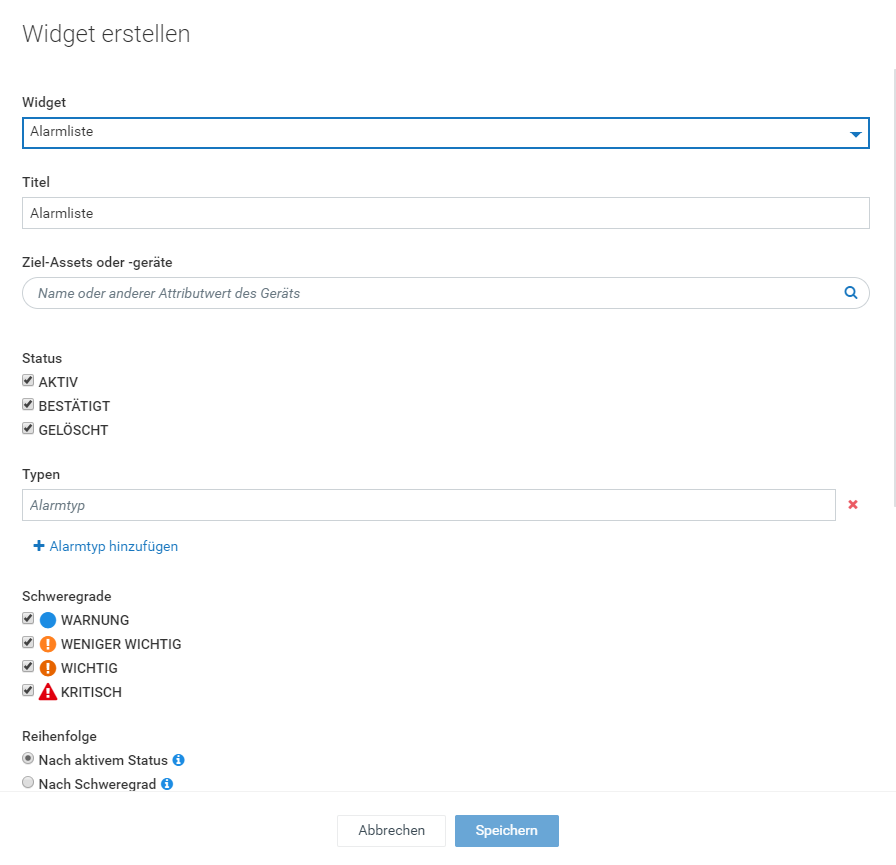 Widget erstellen
Widget
Alarmliste
Titel
Alarmliste
Ziel-Assets oder -geräte
Name oder anderer Attributwert des Geräts
Status
AKTIV
BESTÄTIGT
GELÖSCHT
Typen
Alarmtyp
Alarmtyp hinzufügen
Schweregrade
WARNUNG
WENIGER WICHTIG
WICHTIG
KRITISCH
Reihenfolge
Nach aktivem Status
Nach Schweregrad
Abbrechen Speichern